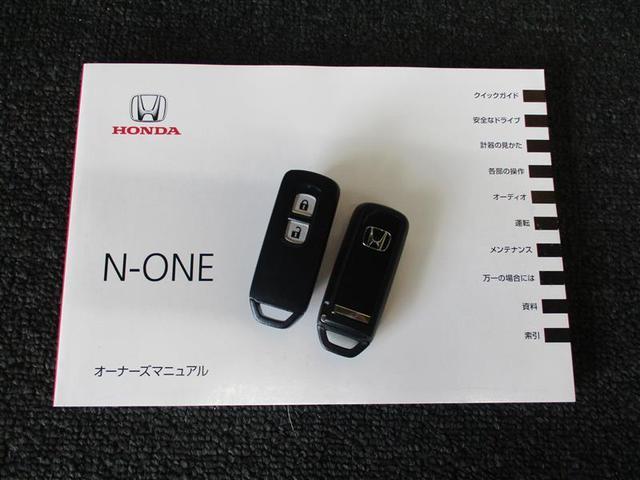 HONDA
N-ONE
オーナーズマニュアル
クイックガイド
安全なドライブ
計器の見かた
各部の操作
オーディオ
運転
メンテナンス
万一の場合には
資料
索引